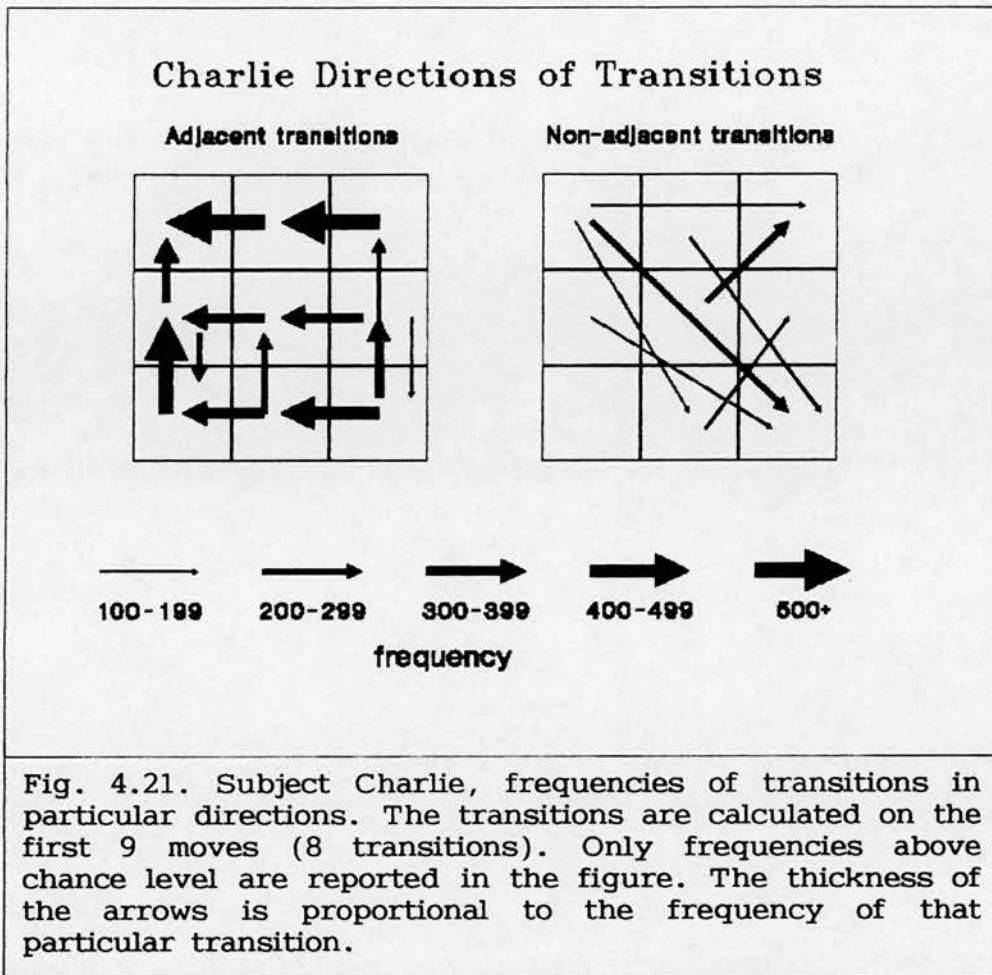 Charlie Directions of Transitions
Adjacent transitions
Non-adjacent transitions
100-199
200-299
300-399
400-499
500+
frequency
Fig. 4.21. Subject Charlie, frequencies of transitions in
particular directions. The transitions are calculated on the
first 9 moves (8 transitions). Only frequencies above
chance level are reported in the figure. The thickness of
the arrows is proportional to the frequency of that
particular transition.